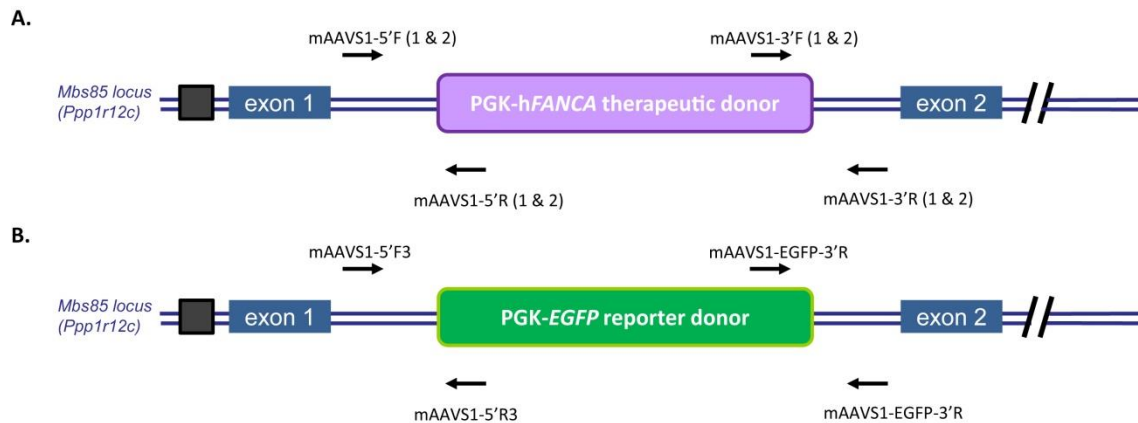 A.
mAAVS1-5’F (1 & 2)
mAAVS1-3’F (1 & 2)
Mbs85 locus
(Ppp1r12c)
exon 1
PGK-hFANCA therapeutic donor
exon 2
mAAVS1-5’R (1 & 2)
mAAVS1-3’R (1 & 2)
B.
mAAVS1-5’F3
mAAVS1-EGFP-3’R
Mbs85 locus
(Ppp1r12c)
exon 1
PGK-EGFP reporter donor
exon 2
mAAVS1-5’R3
mAAVS1-EGFP-3’R